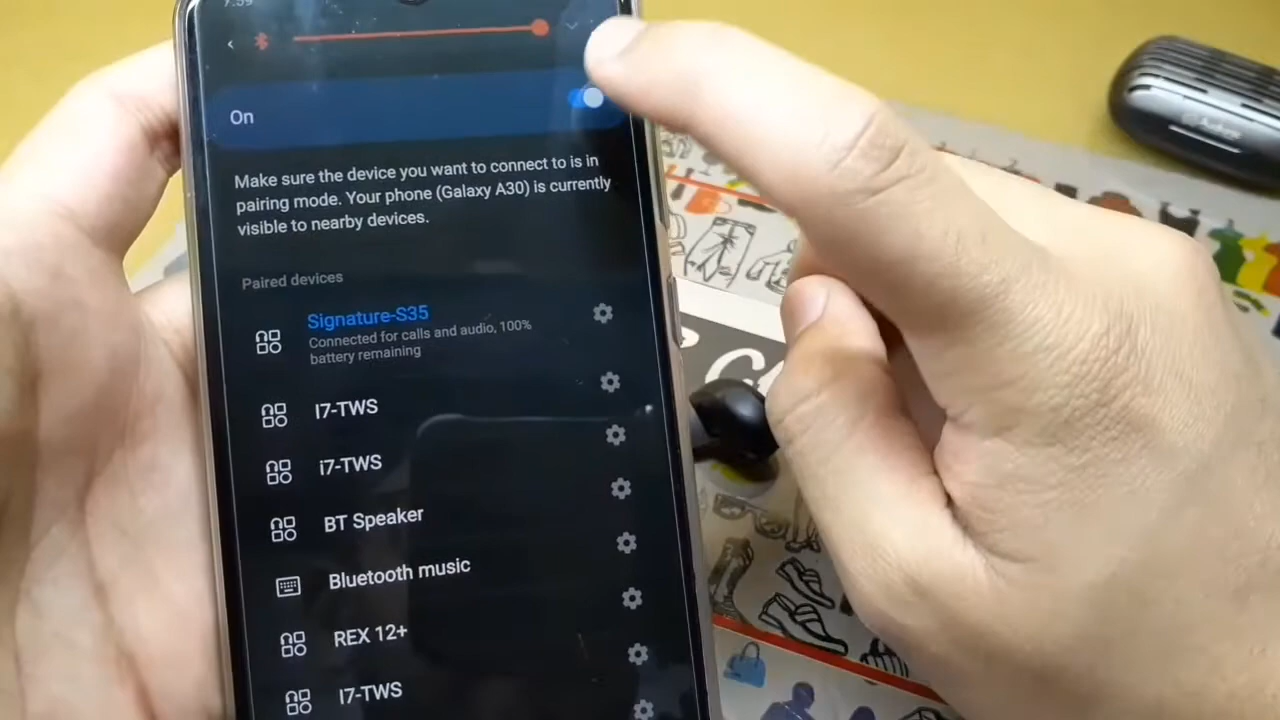 7:59
On
Make sure the device you want to connect to is in
pairing mode. Your phone (Galaxy A30) is currently
visible to nearby devices.
Paired devices
Signature-S35
Connected for calls and audio, 100%
battery remaining
I7-TWS
i7-TWS
BT Speaker
Bluetooth music
REX 12+
I7-TWS